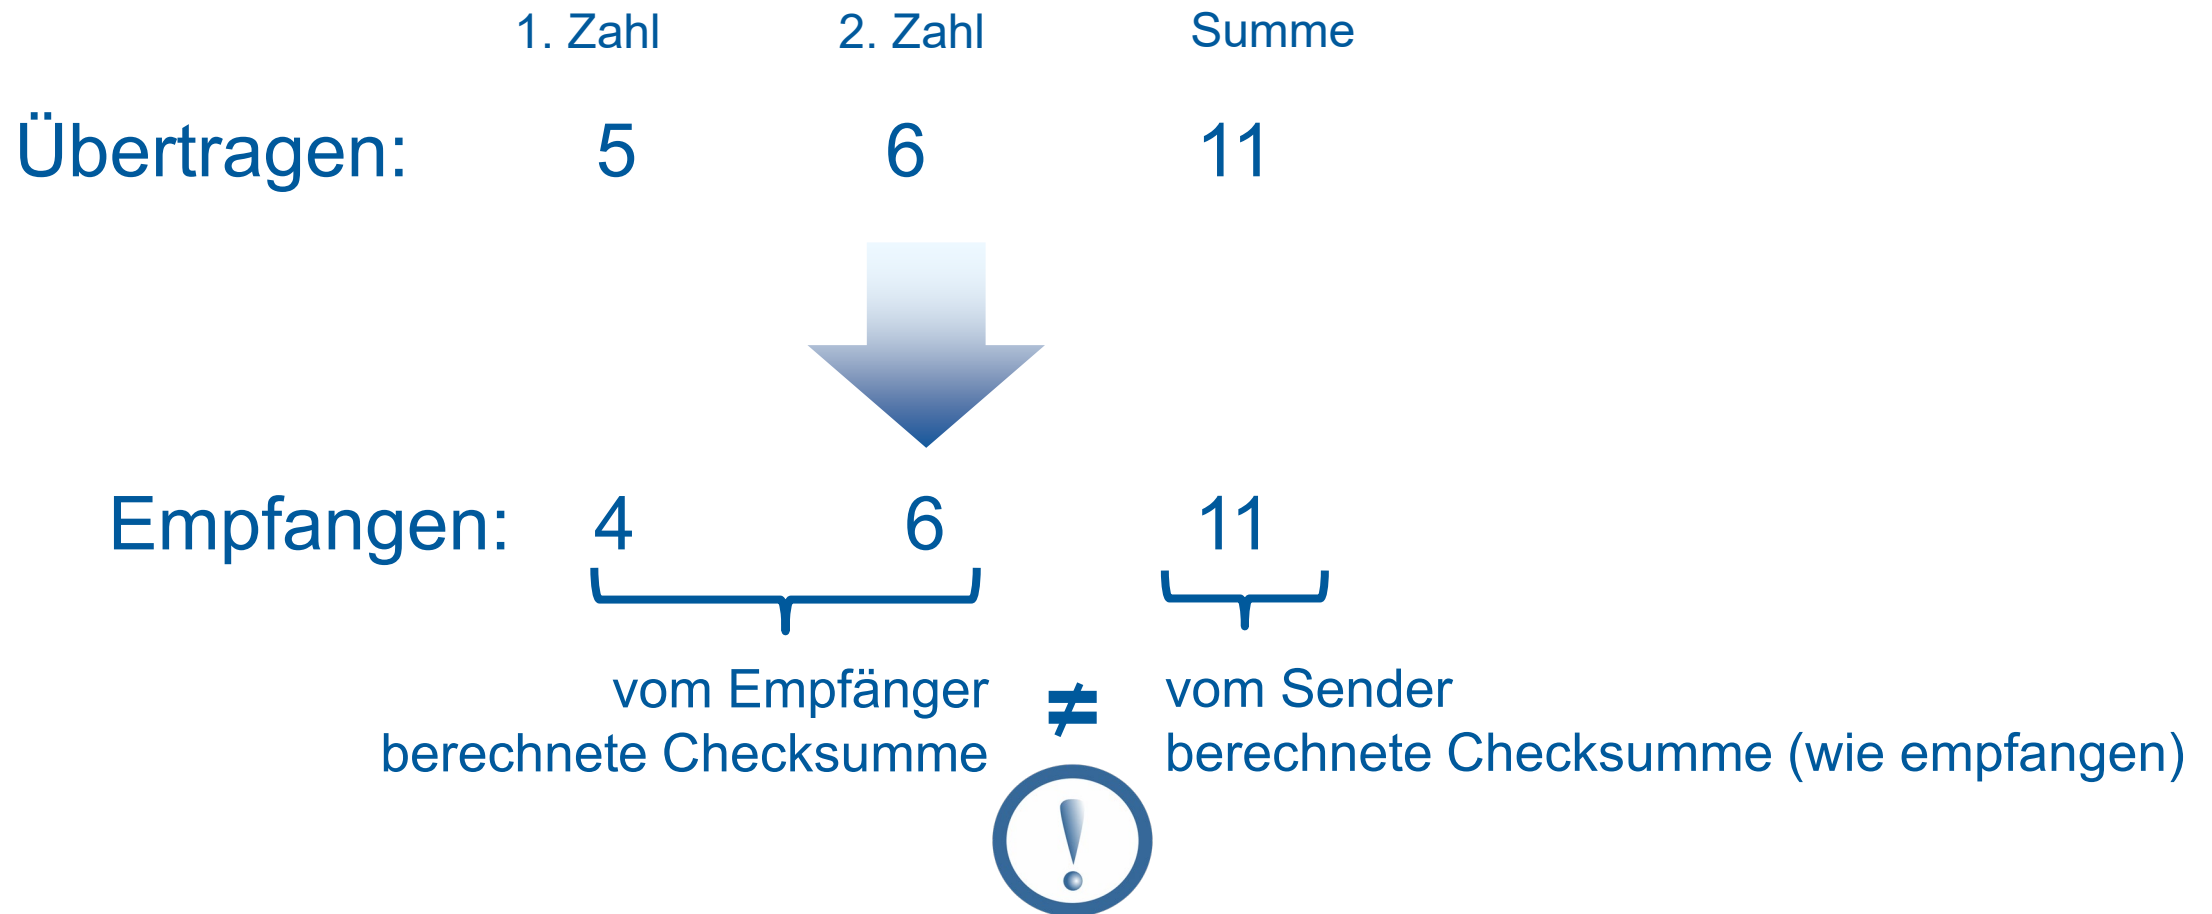 1. Zahl 2. Zahl Summe
Übertragen: 5 6 11
Empfangen: 4 6 11
vom Empfänger ≠ vom Sender
berechnete Checksumme berechnete Checksumme (wie empfangen)
!